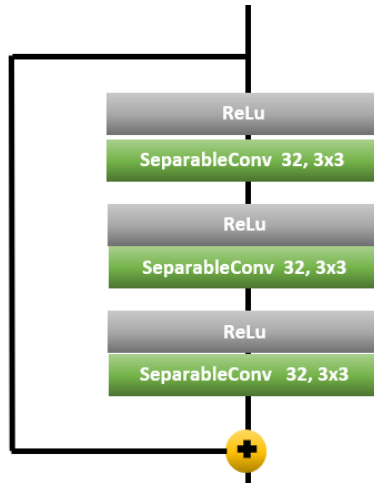 ReLu
SeparableConv 32, 3x3
ReLu
SeparableConv 32, 3x3
ReLu
SeparableConv 32, 3x3